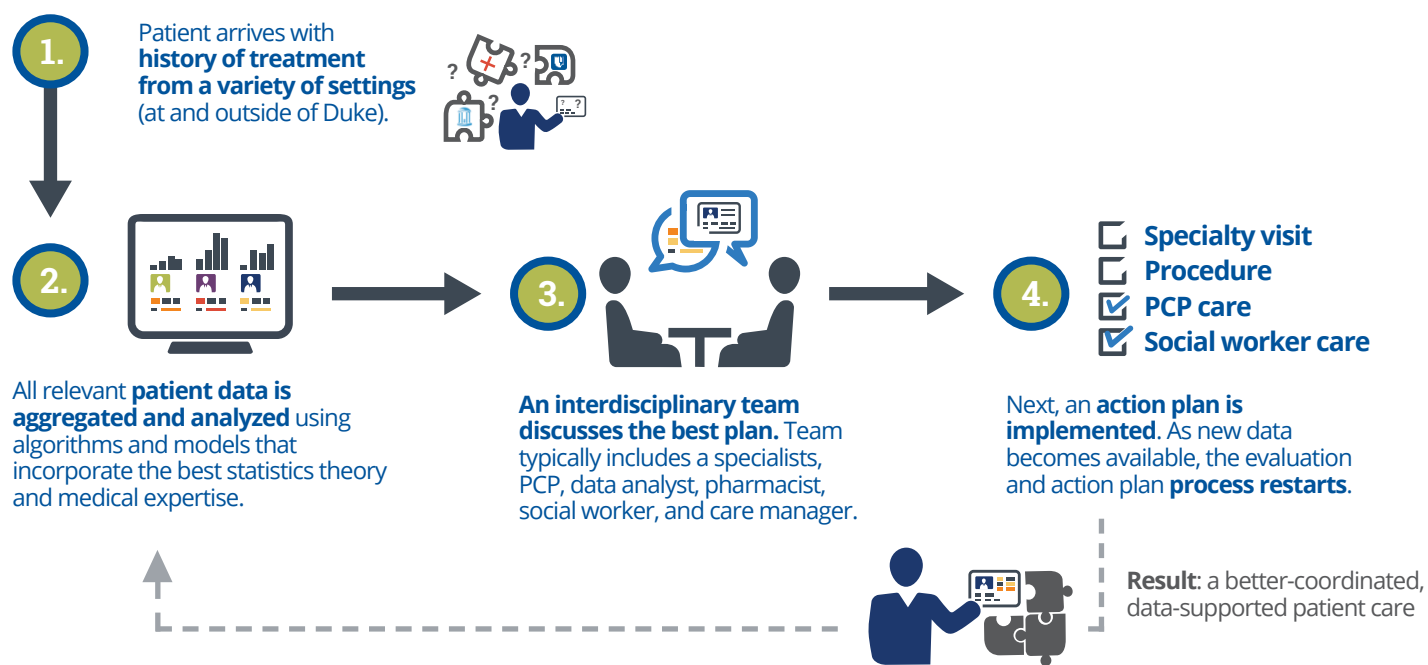 1.
Patient arrives with
history of treatment
from a variety of settings
(at and outside of Duke).
? ? ? ? ?
2.
All relevant patient data is
aggregated and analyzed using
algorithms and models that
incorporate the best statistics theory
and medical expertise.
3.
An interdisciplinary team
discusses the best plan. Team
typically includes a specialists,
PCP, data analyst, pharmacist,
social worker, and care manager.
4.
Specialty visit
Procedure
PCP care
Social worker care
Next, an action plan is
implemented. As new data
becomes available, the evaluation
and action plan process restarts.
Result: a better-coordinated,
data-supported patient care